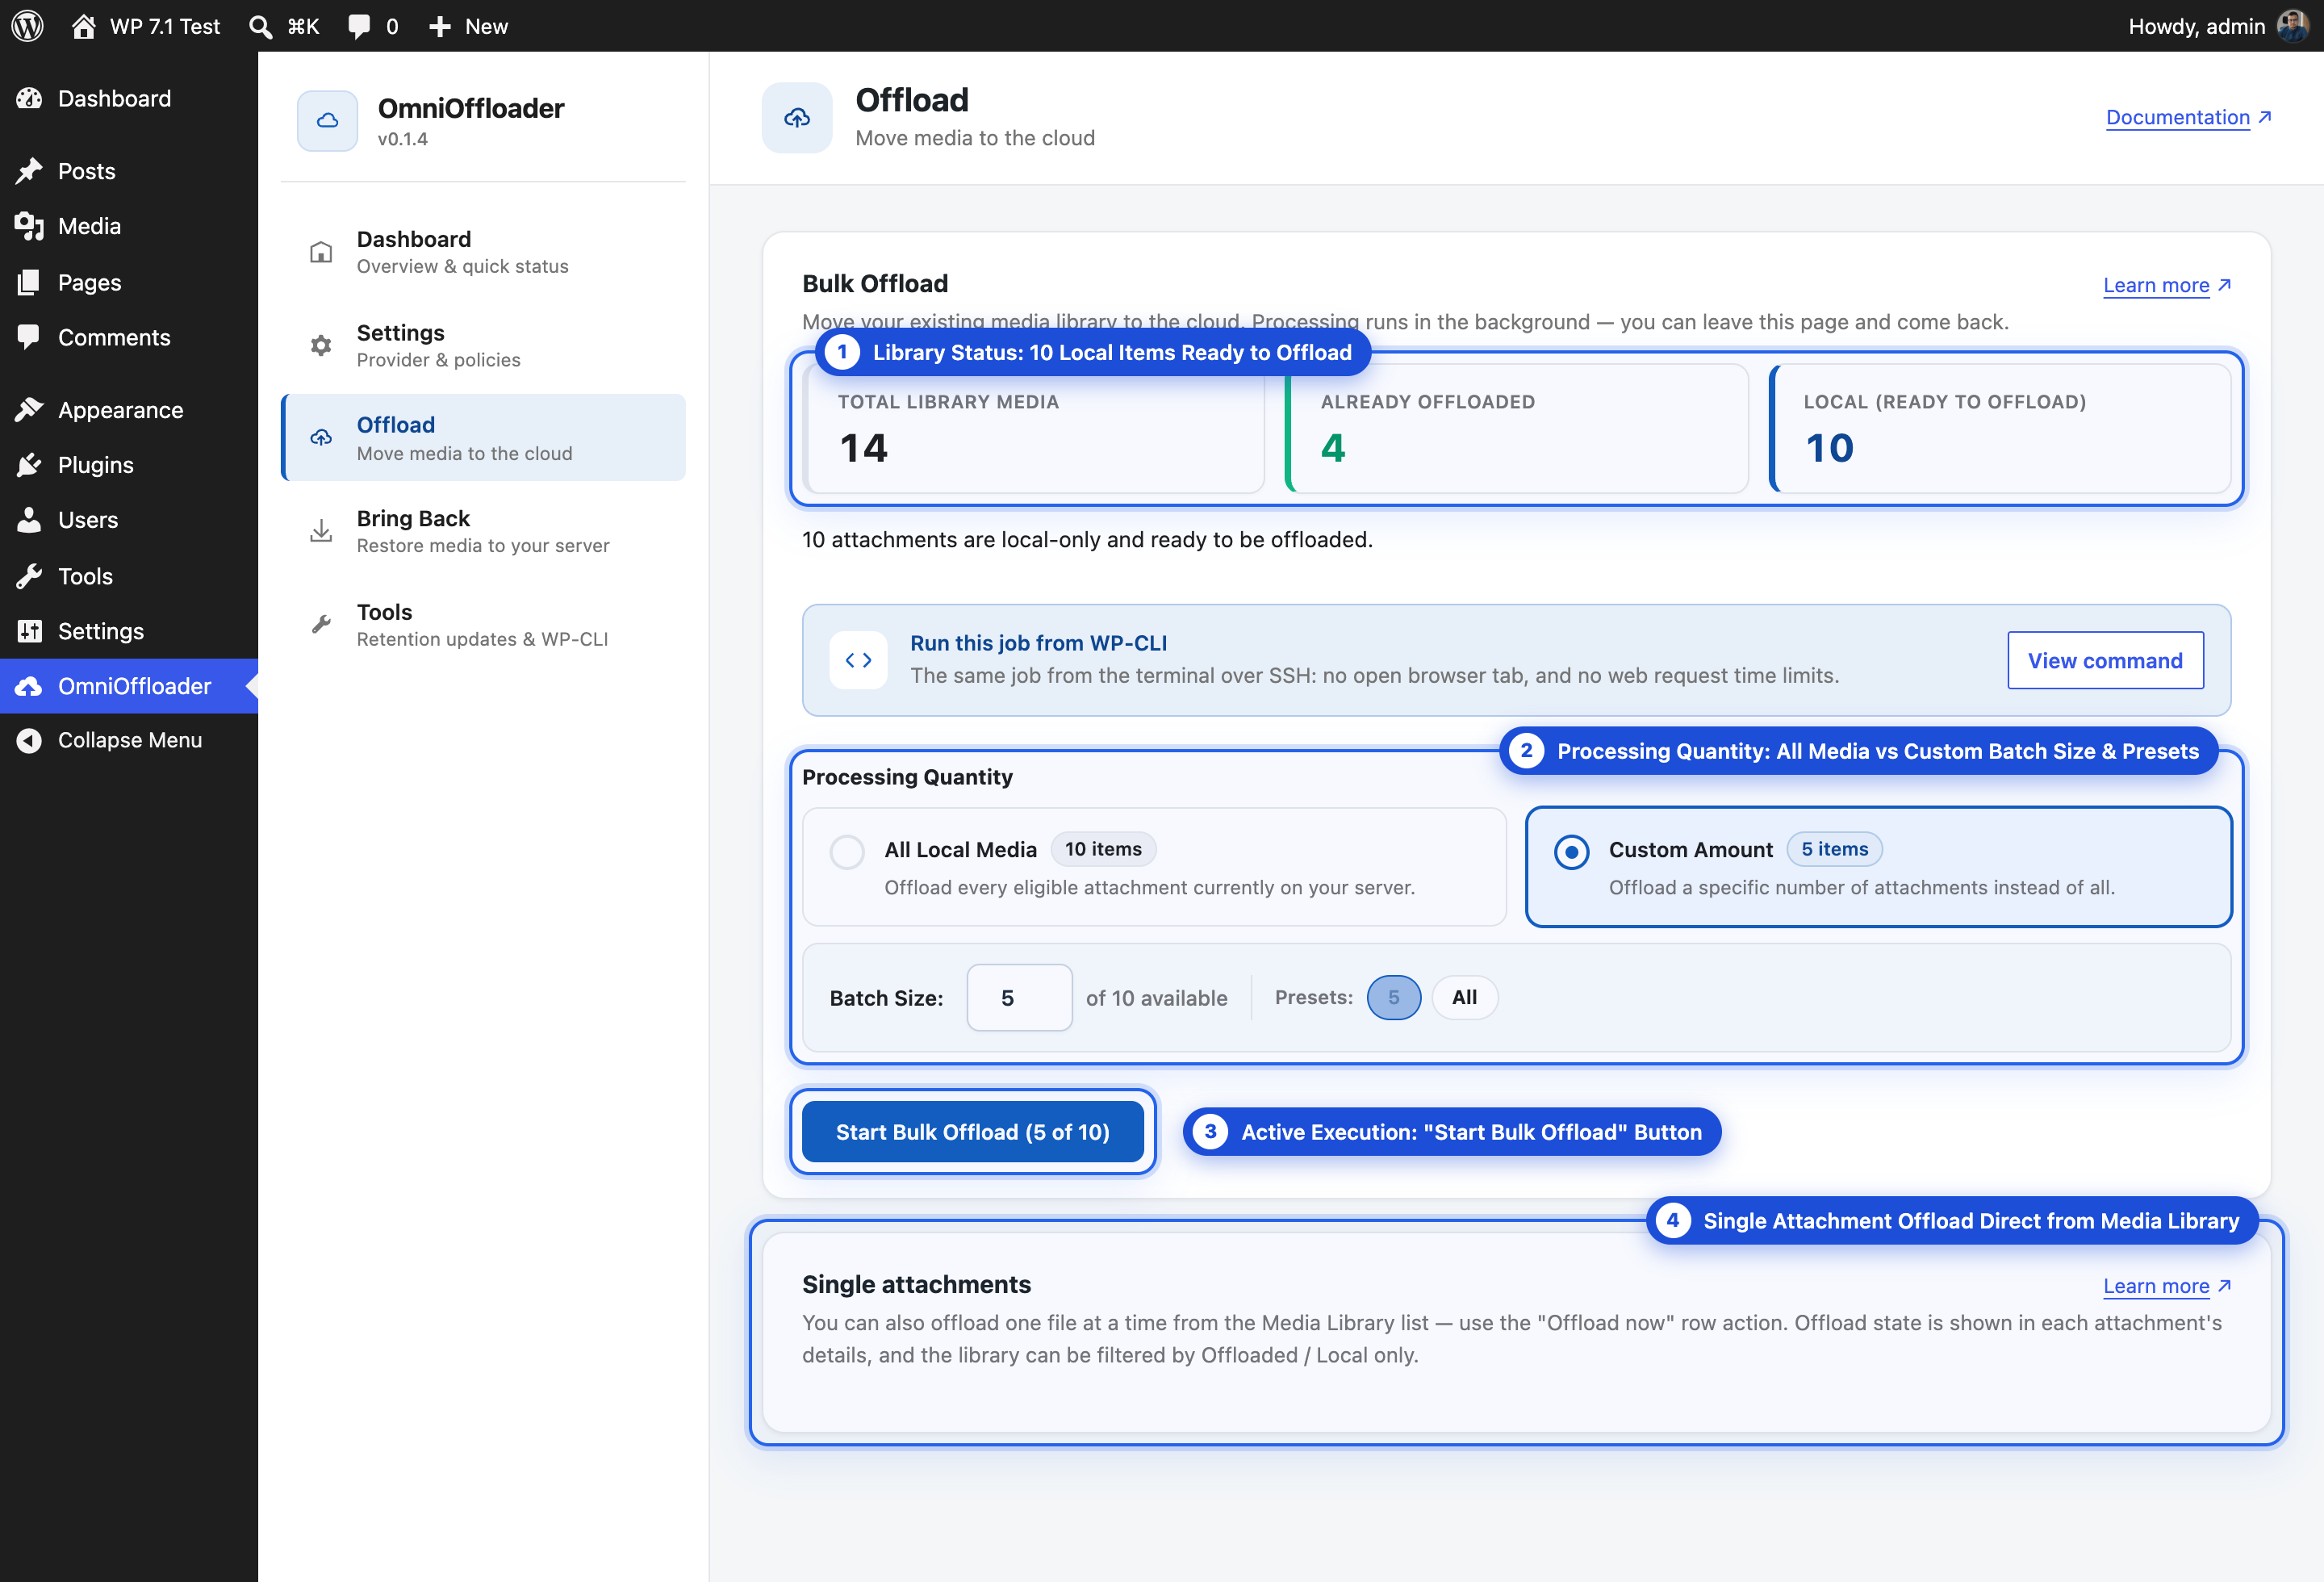 WP 7.1 Test
⌘K
0
New
Howdy, admin
Dashboard
Posts
Media
Pages
Comments
Appearance
Plugins
Users
Tools
Settings
OmniOffloader
Collapse Menu
OmniOffloader
v0.1.4
Dashboard
Overview & quick status
Settings
Provider & policies
Offload
Move media to the cloud
Bring Back
Restore media to your server
Tools
Retention updates & WP-CLI
Offload
Move media to the cloud
Documentation ↗
Bulk Offload
Learn more ↗
Move your existing media library to the cloud. Processing runs in the background — you can leave this page and come back.
1 Library Status: 10 Local Items Ready to Offload
TOTAL LIBRARY MEDIA
14
ALREADY OFFLOADED
4
LOCAL (READY TO OFFLOAD)
10
10 attachments are local-only and ready to be offloaded.
Run this job from WP-CLI
The same job from the terminal over SSH: no open browser tab, and no web request time limits.
View command
2 Processing Quantity: All Media vs Custom Batch Size & Presets
Processing Quantity
All Local Media 10 items
Offload every eligible attachment currently on your server.
Custom Amount 5 items
Offload a specific number of attachments instead of all.
Batch Size: 5 of 10 available Presets: 5 All
Start Bulk Offload (5 of 10)
3 Active Execution: "Start Bulk Offload" Button
4 Single Attachment Offload Direct from Media Library
Single attachments
Learn more ↗
You can also offload one file at a time from the Media Library list — use the "Offload now" row action. Offload state is shown in each attachment's
details, and the library can be filtered by Offloaded / Local only.